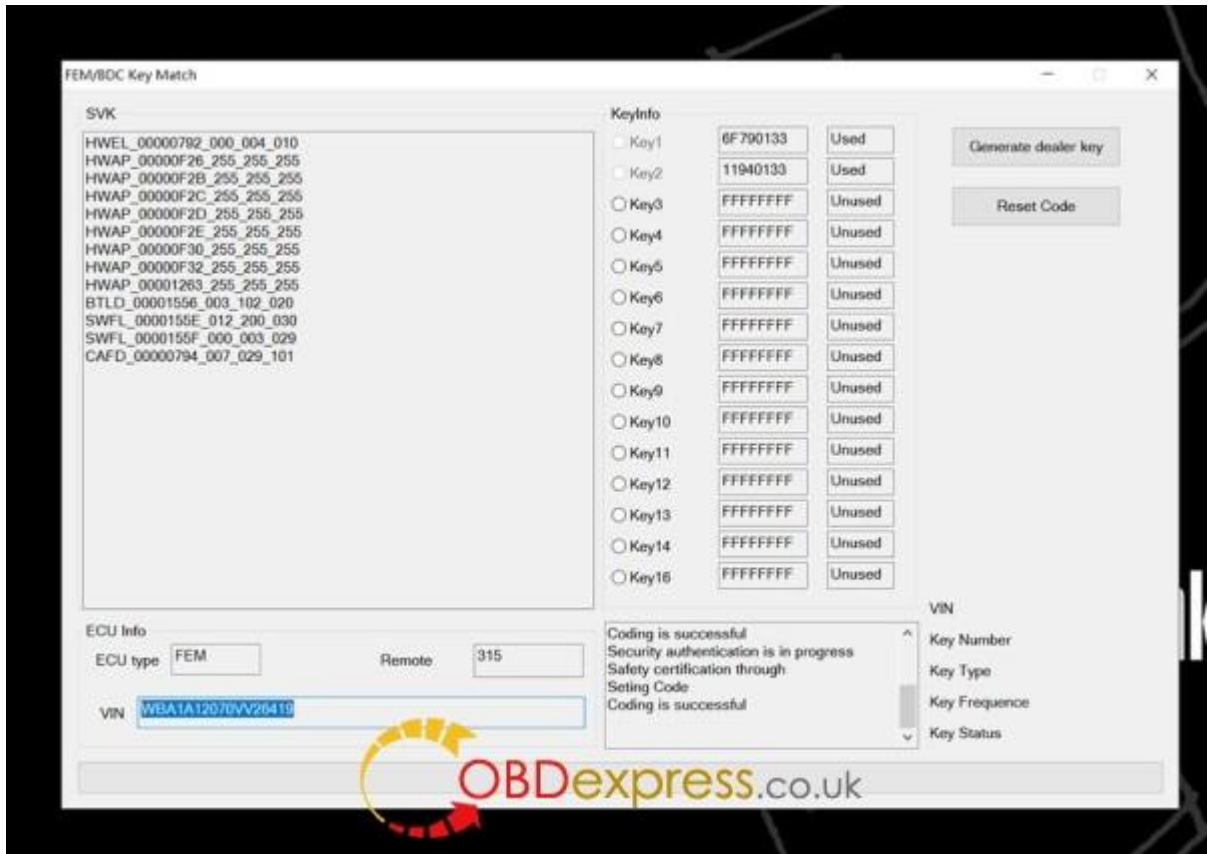 FEM/BDC Key Match
SVK
HWEL_00000792_000_004_010
HWAP_00000F26_255_255_255
HWAP_00000F2B_255_255_255
HWAP_00000F2C_255_255_255
HWAP_00000F2D_255_255_255
HWAP_00000F2E_255_255_255
HWAP_00000F30_255_255_255
HWAP_00000F32_255_255_255
HWAP_00001263_255_255_255
BTLD_00001556_003_102_020
SWFL_0000155E_012_200_030
SWFL_0000155F_000_003_029
CAFD_00000794_007_029_101
KeyInfo
Key1 6F790133 Used
Key2 11940133 Used
Key3 FFFFFFFF Unused
Key4 FFFFFFFF Unused
Key5 FFFFFFFF Unused
Key6 FFFFFFFF Unused
Key7 FFFFFFFF Unused
Key8 FFFFFFFF Unused
Key9 FFFFFFFF Unused
Key10 FFFFFFFF Unused
Key11 FFFFFFFF Unused
Key12 FFFFFFFF Unused
Key13 FFFFFFFF Unused
Key14 FFFFFFFF Unused
Key16 FFFFFFFF Unused
Generate dealer key
Reset Code
ECU Info
ECU type FEM Remote 315
VIN WBA1A12070VV26419
Coding is successful
Security authentication is in progress
Safety certification through
Seting Code
Coding is successful
VIN
Key Number
Key Type
Key Frequence
Key Status
OBDexpress.co.uk